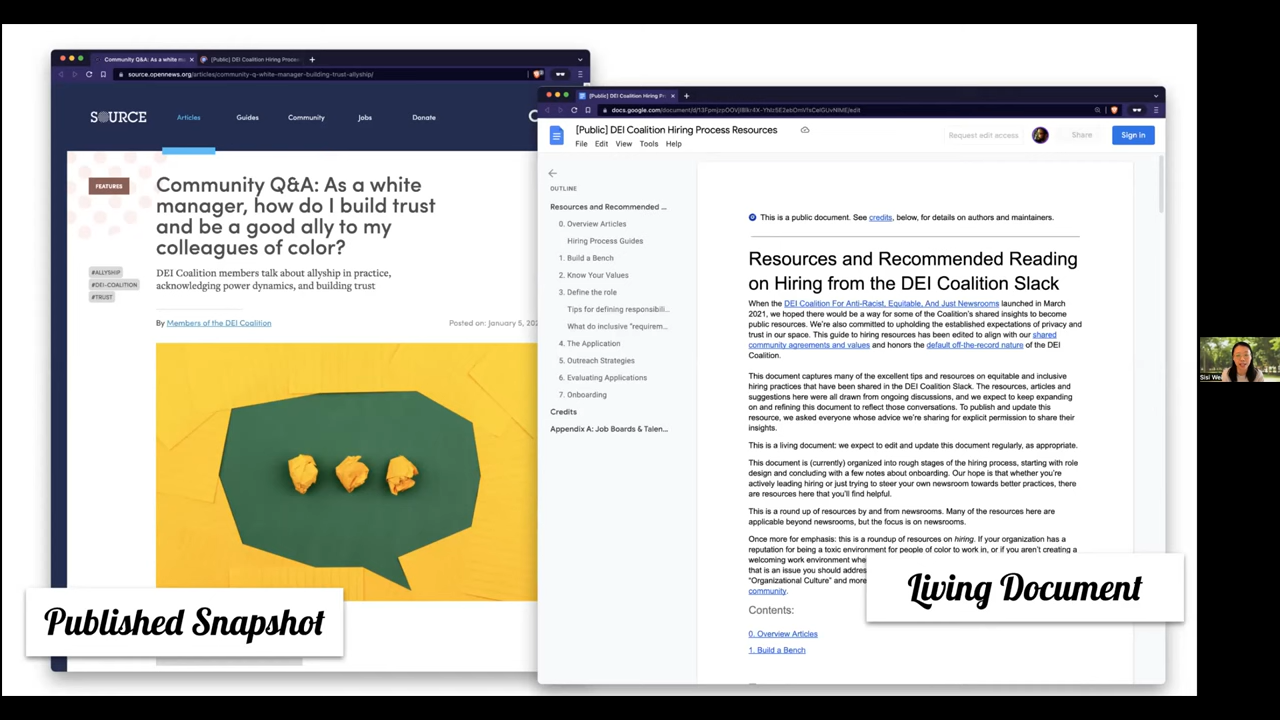 Community Q&A: As a white m
[Public] DEI Coalition Hiring Proce
source.opennews.org/articles/community-q-white-manager-building-trust-allyship/
SOURCE
Articles
Guides
Community
Jobs
Donate
FEATURES
Community Q&A: As a white
manager, how do I build trust
and be a good ally to my
colleagues of color?
#ALLYSHIP
#DEI-COALITION
#TRUST
DEI Coalition members talk about allyship in practice,
acknowledging power dynamics, and building trust
By Members of the DEI Coalition
Posted on: January 5, 202
Published Snapshot
[Public] DEI Coalition Hiring Pr
[Public] DEI Coalition Hiring Process Resources
File Edit View Tools Help
Request edit access
Share
Sign in
OUTLINE
Resources and Recommended ...
0. Overview Articles
Hiring Process Guides
1. Build a Bench
2. Know Your Values
3. Define the role
Tips for defining responsibili...
What do inclusive "requirem...
4. The Application
5. Outreach Strategies
6. Evaluating Applications
7. Onboarding
Credits
Appendix A: Job Boards & Talen...
This is a public document. See credits, below, for details on authors and maintainers.
Resources and Recommended Reading
on Hiring from the DEI-Coalition Slack
When the DEI Coalition For Anti-Racist, Equitable, And Just Newsrooms launched in March
2021, we hoped there would be a way for some of the Coalition's shared insights to become
public resources. We're also committed to upholding the established expectations of privacy and
trust in our space. This guide to hiring resources has been edited to align with our shared
community agreements and values and honors the default off-the-record nature of the DEI
Coalition.
This document captures many of the excellent tips and resources on equitable and inclusive
hiring practices that have been shared in the DEI Coalition Slack. The resources, articles and
suggestions here were all drawn from ongoing discussions, and we expect to keep expanding
on and refining this document to reflect those conversations. To publish and update this
resource, we asked everyone whose advice we're sharing for explicit permission to share their
insights.
This is a living document: we expect to edit and update this document regularly, as appropriate.
This document is (currently) organized into rough stages of the hiring process, starting with role
design and concluding with a few notes about onboarding. Our hope is that whether you're
actively leading hiring or just trying to steer your own newsroom towards better practices, there
are resources here that you'll find helpful.
This is a round up of resources by and from newsrooms. Many of the resources here are
applicable beyond newsrooms, but the focus is on newsrooms.
Once more for emphasis: this is a roundup of resources on hiring. If your organization has a
reputation for being a toxic environment for people of color to work in, or if you aren't creating a
welcoming work environment whe
that is an issue you should addres
"Organizational Culture" and more
community.
Contents:
0. Overview Articles
1. Build a Bench
Living Document
Sisi Wei